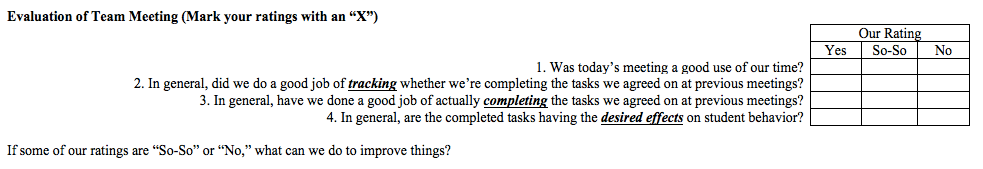 Evaluation of Team Meeting (Mark your ratings with an “X”)
Our Rating
Yes So-So No
1. Was today’s meeting a good use of our time?
2. In general, did we do a good job of tracking whether we’re completing the tasks we agreed on at previous meetings?
3. In general, have we done a good job of actually completing the tasks we agreed on at previous meetings?
4. In general, are the completed tasks having the desired effects on student behavior?
If some of our ratings are “So-So” or “No,” what can we do to improve things?